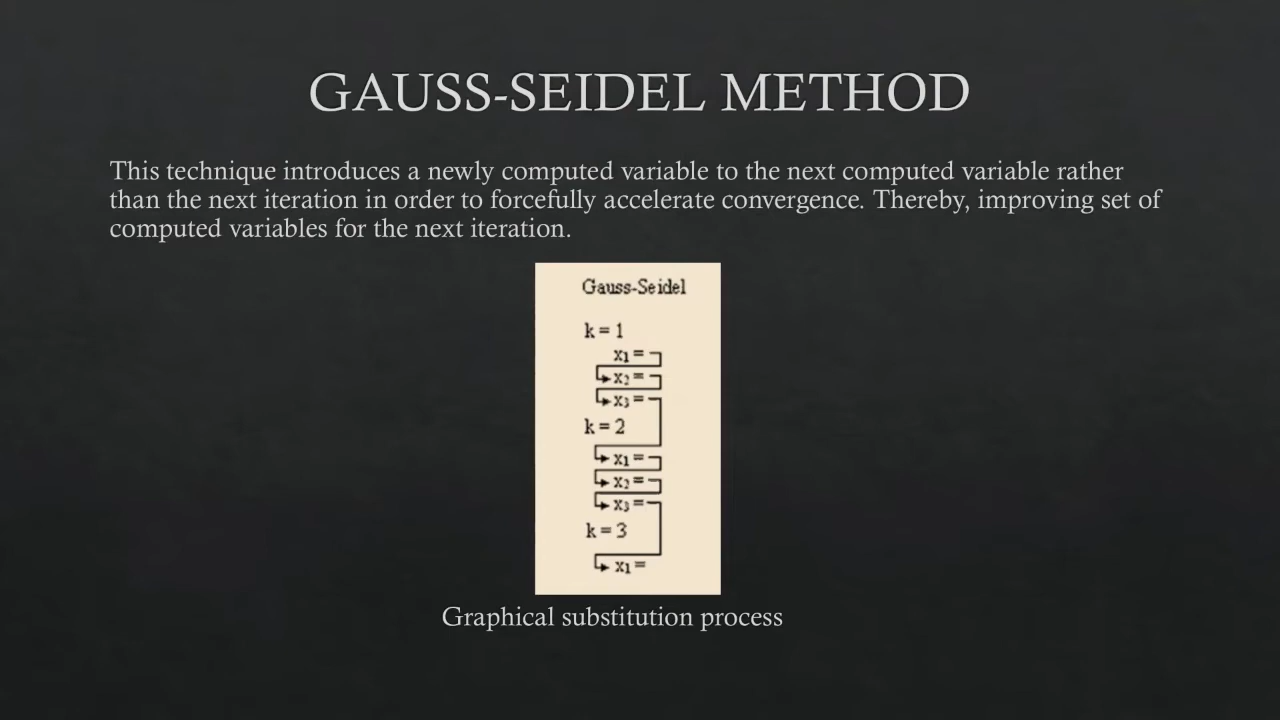 GAUSS-SEIDEL METHOD
This technique introduces a newly computed variable to the next computed variable rather
than the next iteration in order to forcefully accelerate convergence. Thereby, improving set of
computed variables for the next iteration.
Gauss-Seidel
k = 1
x₁ =
x₂ =
x₃ =
k = 2
x₁ =
x₂ =
x₃ =
k = 3
x₁ =
Graphical substitution process